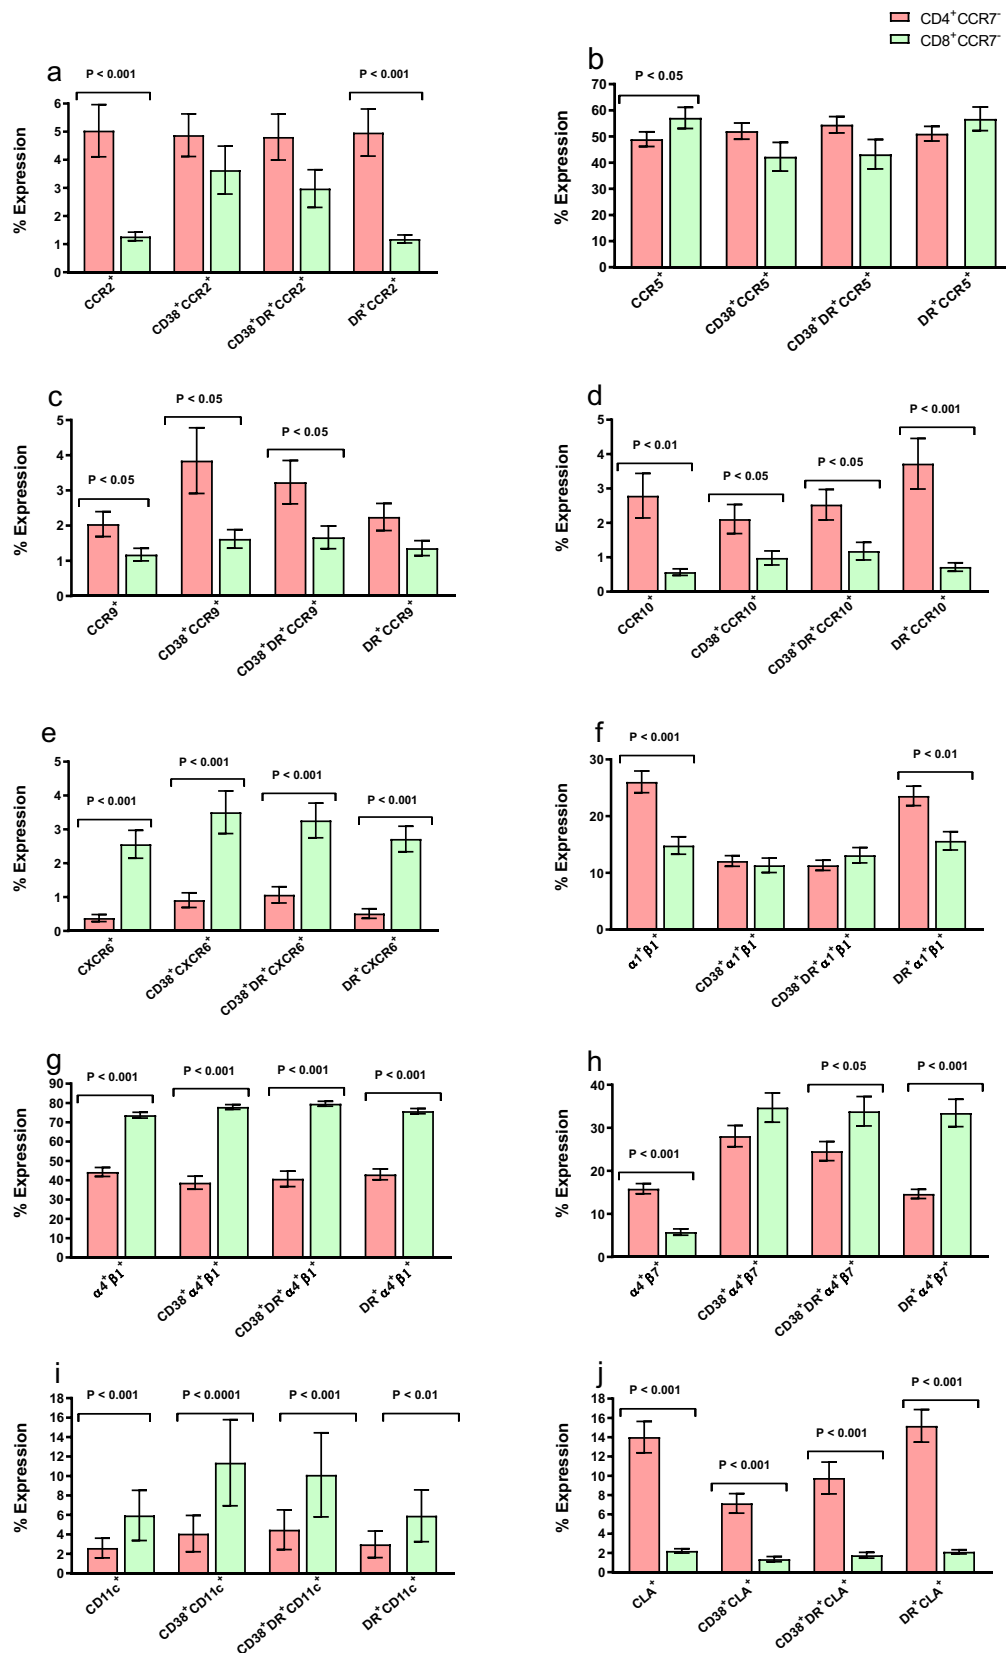 CD4⁺CCR7⁻
CD8⁺CCR7⁻
a
P < 0.001
P < 0.001
% Expression
6
5
4
3
2
1
0
CCR2⁺
CD38⁺CCR2⁺
CD38⁺DR⁺CCR2⁺
DR⁺CCR2⁺
b
P < 0.05
% Expression
70
60
50
40
30
20
10
0
CCR5⁺
CD38⁺CCR5⁺
CD38⁺DR⁺CCR5⁺
DR⁺CCR5⁺
c
P < 0.05
P < 0.05
P < 0.05
% Expression
5
4
3
2
1
0
CCR9⁺
CD38⁺CCR9⁺
CD38⁺DR⁺CCR9⁺
DR⁺CCR9⁺
d
P < 0.01
P < 0.05
P < 0.05
P < 0.001
% Expression
5
4
3
2
1
0
CCR10⁺
CD38⁺CCR10⁺
CD38⁺DR⁺CCR10⁺
DR⁺CCR10⁺
e
P < 0.001
P < 0.001
P < 0.001
P < 0.001
% Expression
5
4
3
2
1
0
CXCR6⁺
CD38⁺CXCR6⁺
CD38⁺DR⁺CXCR6⁺
DR⁺CXCR6⁺
f
P < 0.001
P < 0.01
% Expression
30
20
10
0
α1⁺β1⁺
CD38⁺α1⁺β1⁺
CD38⁺DR⁺α1⁺β1⁺
DR⁺α1⁺β1⁺
g
P < 0.001
P < 0.001
P < 0.001
P < 0.001
% Expression
90
80
70
60
50
40
30
20
10
0
α4⁺β1⁺
CD38⁺α4⁺β1⁺
CD38⁺DR⁺α4⁺β1⁺
DR⁺α4⁺β1⁺
h
P < 0.001
P < 0.05
P < 0.001
% Expression
40
30
20
10
0
α4⁺β7⁺
CD38⁺α4⁺β7⁺
CD38⁺DR⁺α4⁺β7⁺
DR⁺α4⁺β7⁺
i
P < 0.001
P < 0.0001
P < 0.001
P < 0.01
% Expression
18
16
14
12
10
8
6
4
2
0
CD11c⁺
CD38⁺CD11c⁺
CD38⁺DR⁺CD11c⁺
DR⁺CD11c⁺
j
P < 0.001
P < 0.001
P < 0.001
P < 0.001
% Expression
18
16
14
12
10
8
6
4
2
0
CLA⁺
CD38⁺CLA⁺
CD38⁺DR⁺CLA⁺
DR⁺CLA⁺